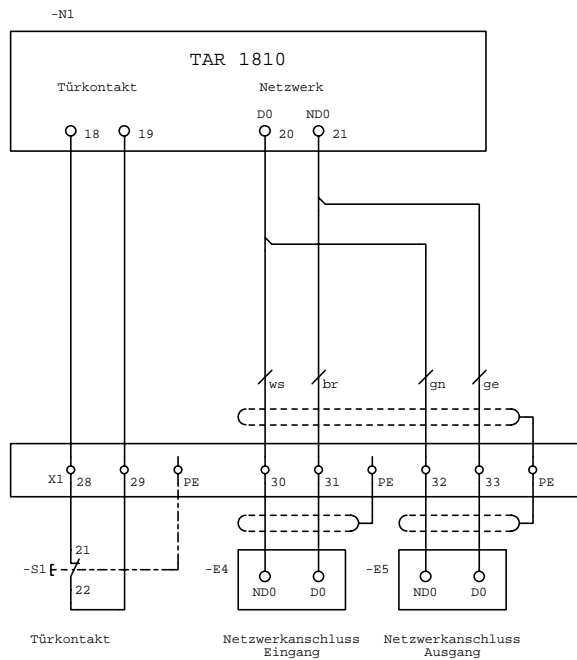 -N1
TAR 1810
Türkontakt Netzwerk
D0 ND0
18 19 20 21
ws br gn ge
X1 28 29 PE 30 31 PE 32 33 PE
21
-S1 -E4 -E5
22 ND0 D0 ND0 D0
Türkontakt Netzwerkanschluss Netzwerkanschluss
Eingang Ausgang